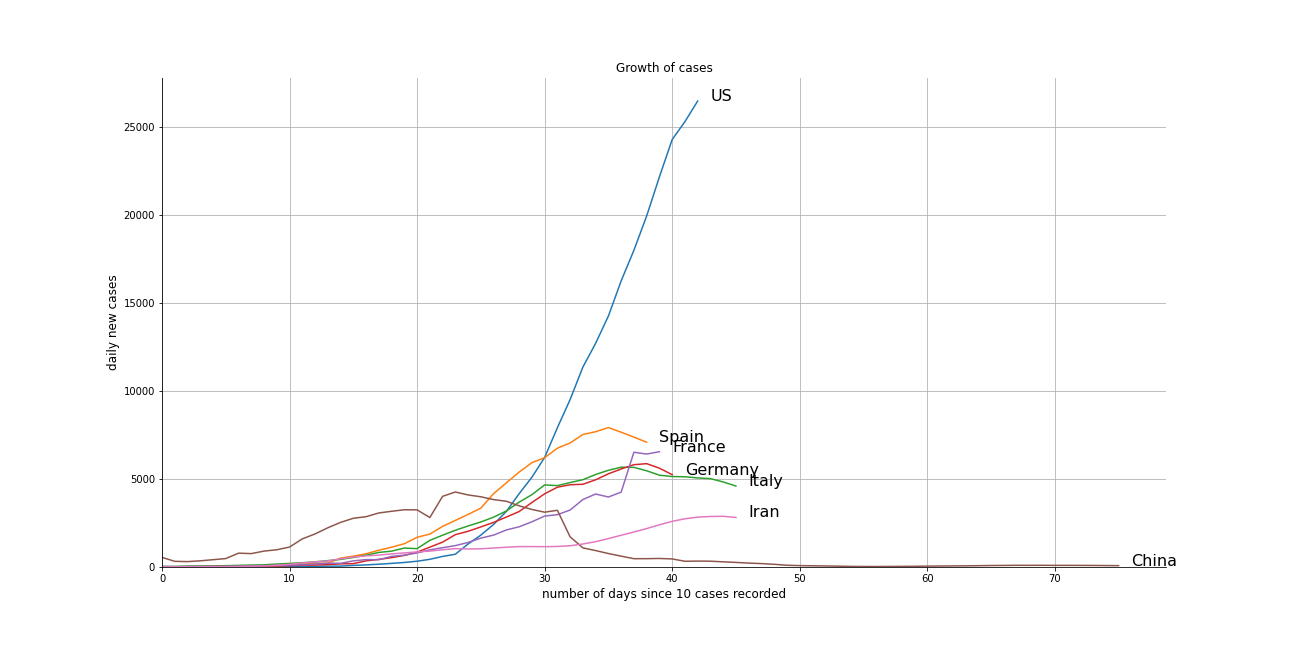 Growth of cases
US
25000
20000
15000
daily new cases
10000
Spain
France
5000
Germany
Italy
Iran
China
0
0 10 20 30 40 50 60 70
number of days since 10 cases recorded